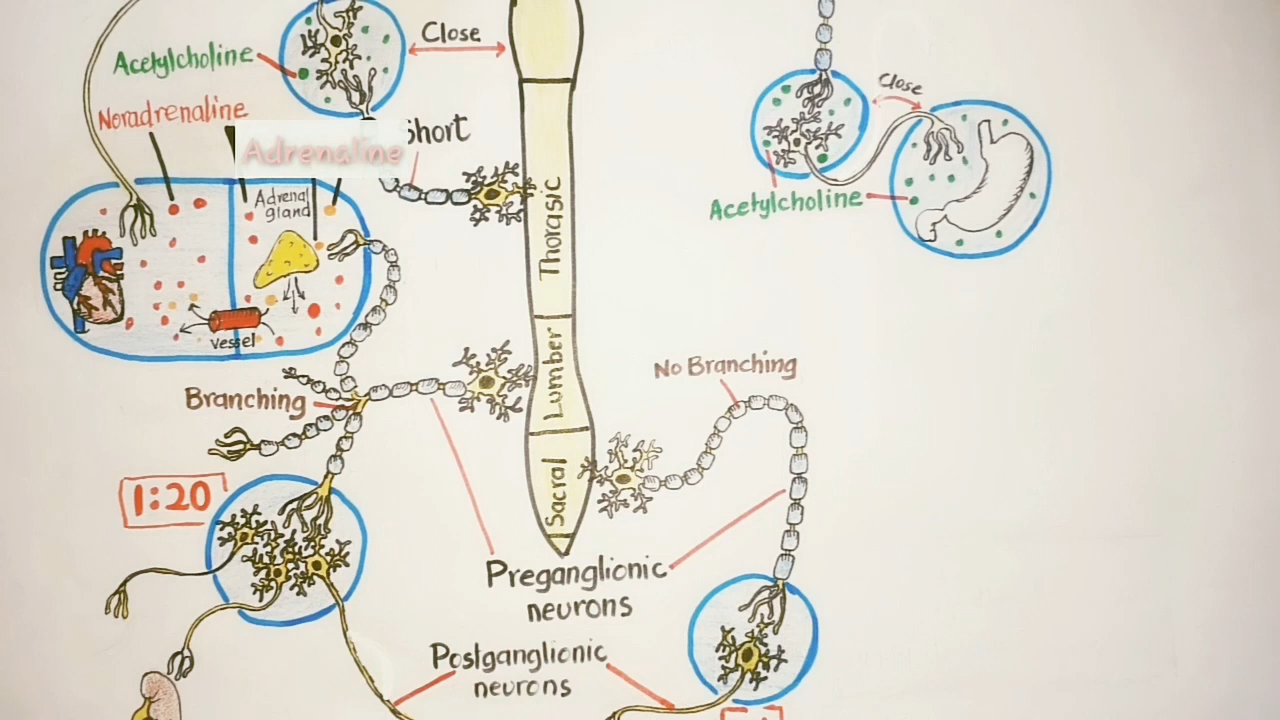 Acetylcholine
Close
Noradrenaline
Adrenaline
Short
Close
Adrenal
gland
Acetylcholine
Thorasic
vessel
Lumber
No Branching
Branching
1:20
Sacral
Preganglionic
neurons
Postganglionic
neurons